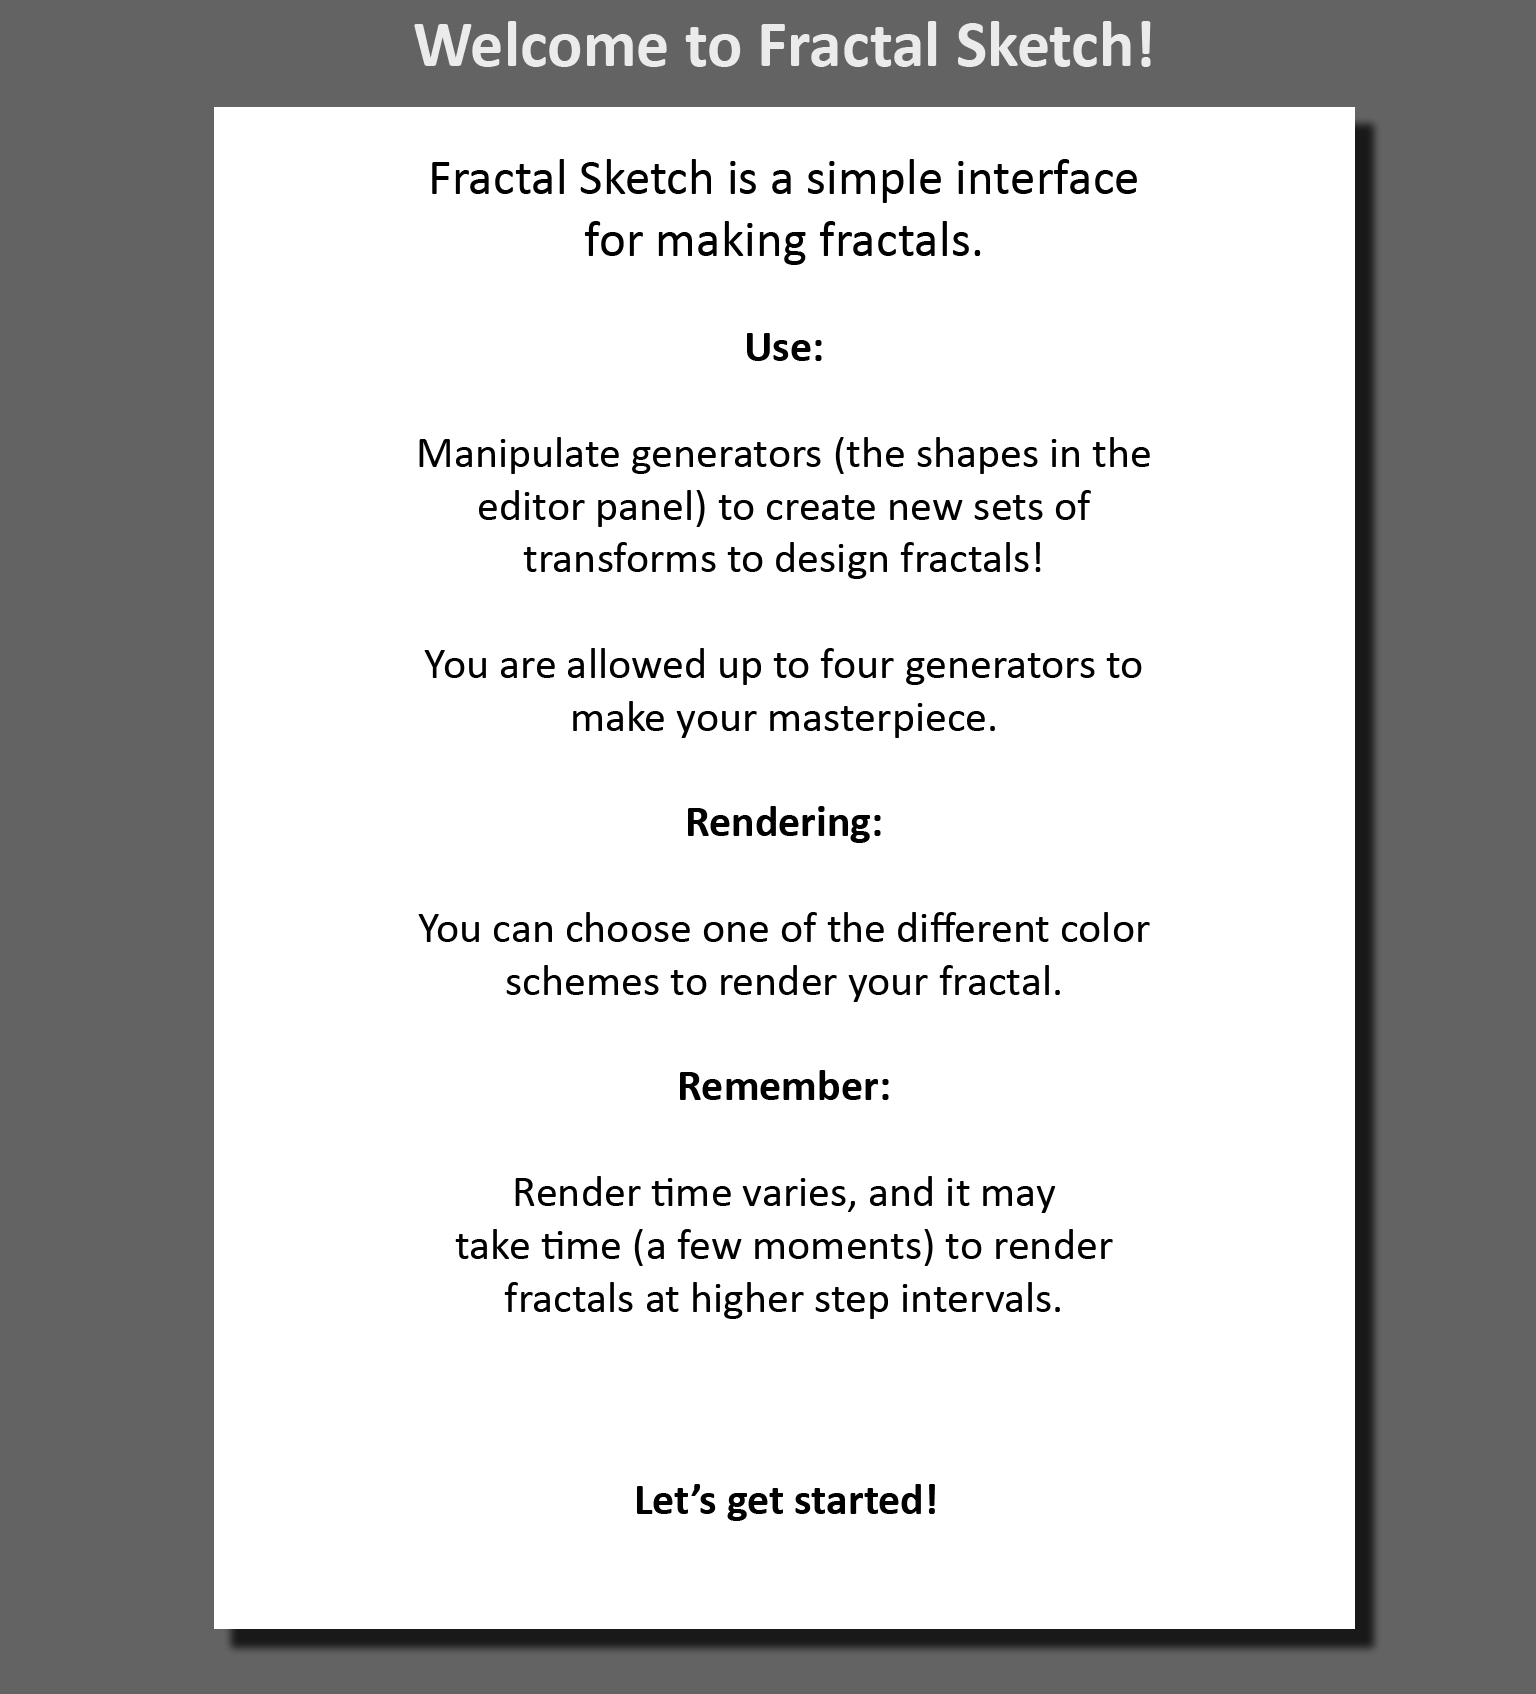 Welcome to Fractal Sketch!
Fractal Sketch is a simple interface
for making fractals.
Use:
Manipulate generators (the shapes in the
editor panel) to create new sets of
transforms to design fractals!
You are allowed up to four generators to
make your masterpiece.
Rendering:
You can choose one of the different color
schemes to render your fractal.
Remember:
Render time varies, and it may
take time (a few moments) to render
fractals at higher step intervals.
Let’s get started!